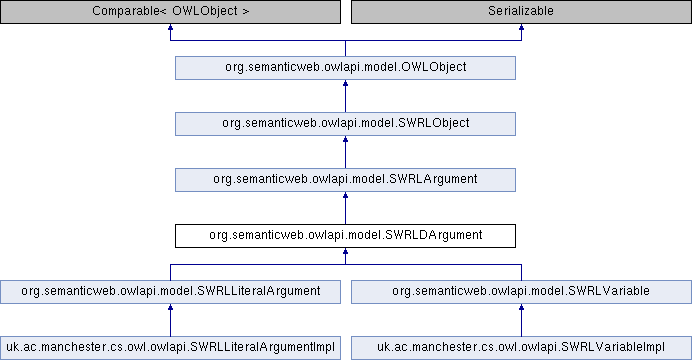 Comparable< OWLObject >
Serializable
org.semanticweb.owlapi.model.OWLObject
org.semanticweb.owlapi.model.SWRLObject
org.semanticweb.owlapi.model.SWRLArgument
org.semanticweb.owlapi.model.SWRLDArgument
org.semanticweb.owlapi.model.SWRLLiteralArgument
org.semanticweb.owlapi.model.SWRLVariable
uk.ac.manchester.cs.owl.owlapi.SWRLLiteralArgumentImpl
uk.ac.manchester.cs.owl.owlapi.SWRLVariableImpl